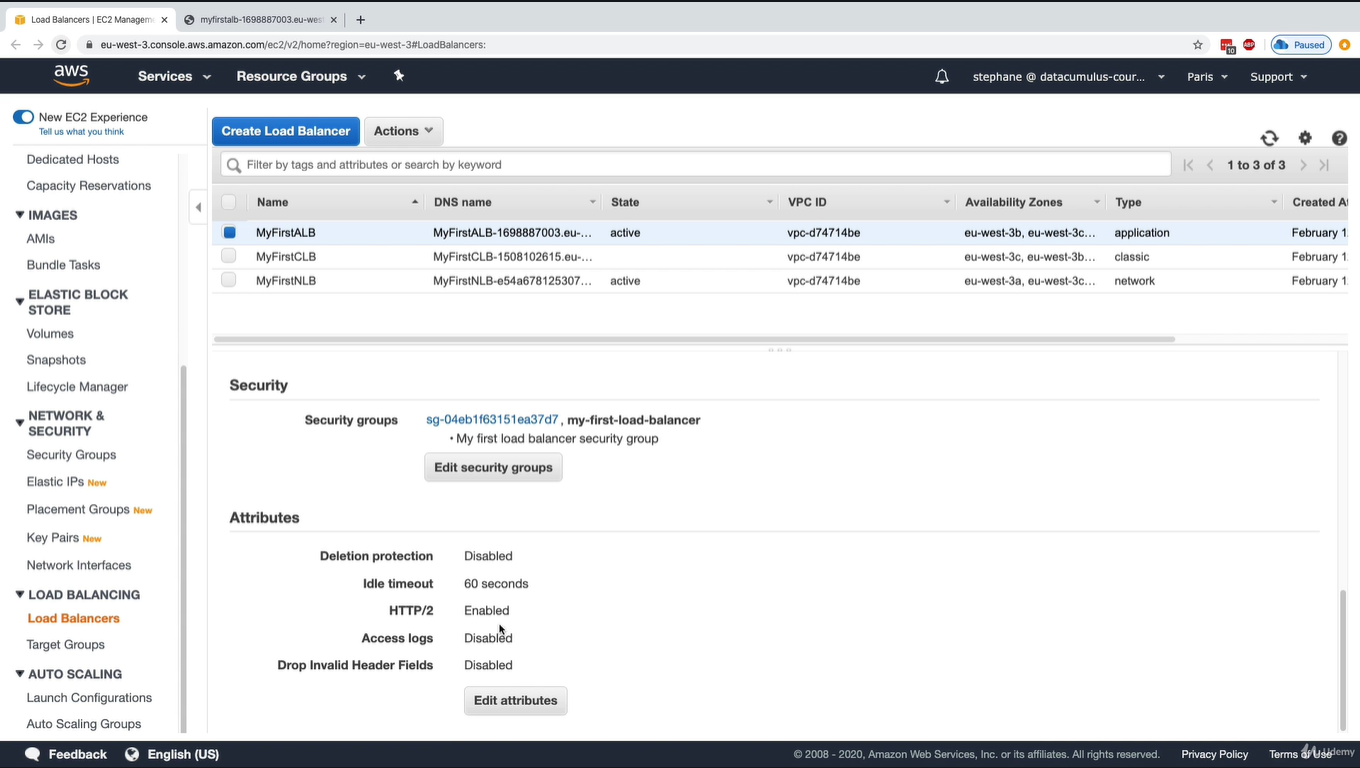 Load Balancers | EC2 Managem
myfirstalb-1698887003.eu-wes
eu-west-3.console.aws.amazon.com/ec2/v2/home?region=eu-west-3#LoadBalancers:
10
ABP
Paused
aws
Services
Resource Groups
stephane @ datacumulus-cour...
Paris
Support
New EC2 Experience
Tell us what you think
Dedicated Hosts
Capacity Reservations
IMAGES
AMIs
Bundle Tasks
ELASTIC BLOCK
STORE
Volumes
Snapshots
Lifecycle Manager
NETWORK &
SECURITY
Security Groups
Elastic IPs New
Placement Groups New
Key Pairs New
Network Interfaces
LOAD BALANCING
Load Balancers
Target Groups
AUTO SCALING
Launch Configurations
Auto Scaling Groups
Create Load Balancer Actions
Filter by tags and attributes or search by keyword
1 to 3 of 3
Name DNS name State VPC ID Availability Zones Type Created At
MyFirstALB MyFirstALB-1698887003.eu-... active vpc-d74714be eu-west-3b, eu-west-3c... application February 1
MyFirstCLB MyFirstCLB-1508102615.eu-... vpc-d74714be eu-west-3c, eu-west-3b... classic February 1
MyFirstNLB MyFirstNLB-e54a678125307... active vpc-d74714be eu-west-3a, eu-west-3c... network February 1
Security
Security groups sg-04eb1f63151ea37d7, my-first-load-balancer
• My first load balancer security group
Edit security groups
Attributes
Deletion protection Disabled
Idle timeout 60 seconds
HTTP/2 Enabled
Access logs Disabled
Drop Invalid Header Fields Disabled
Edit attributes
Feedback English (US)
© 2008 - 2020, Amazon Web Services, Inc. or its affiliates. All rights reserved. Privacy Policy Terms of Use
Udemy